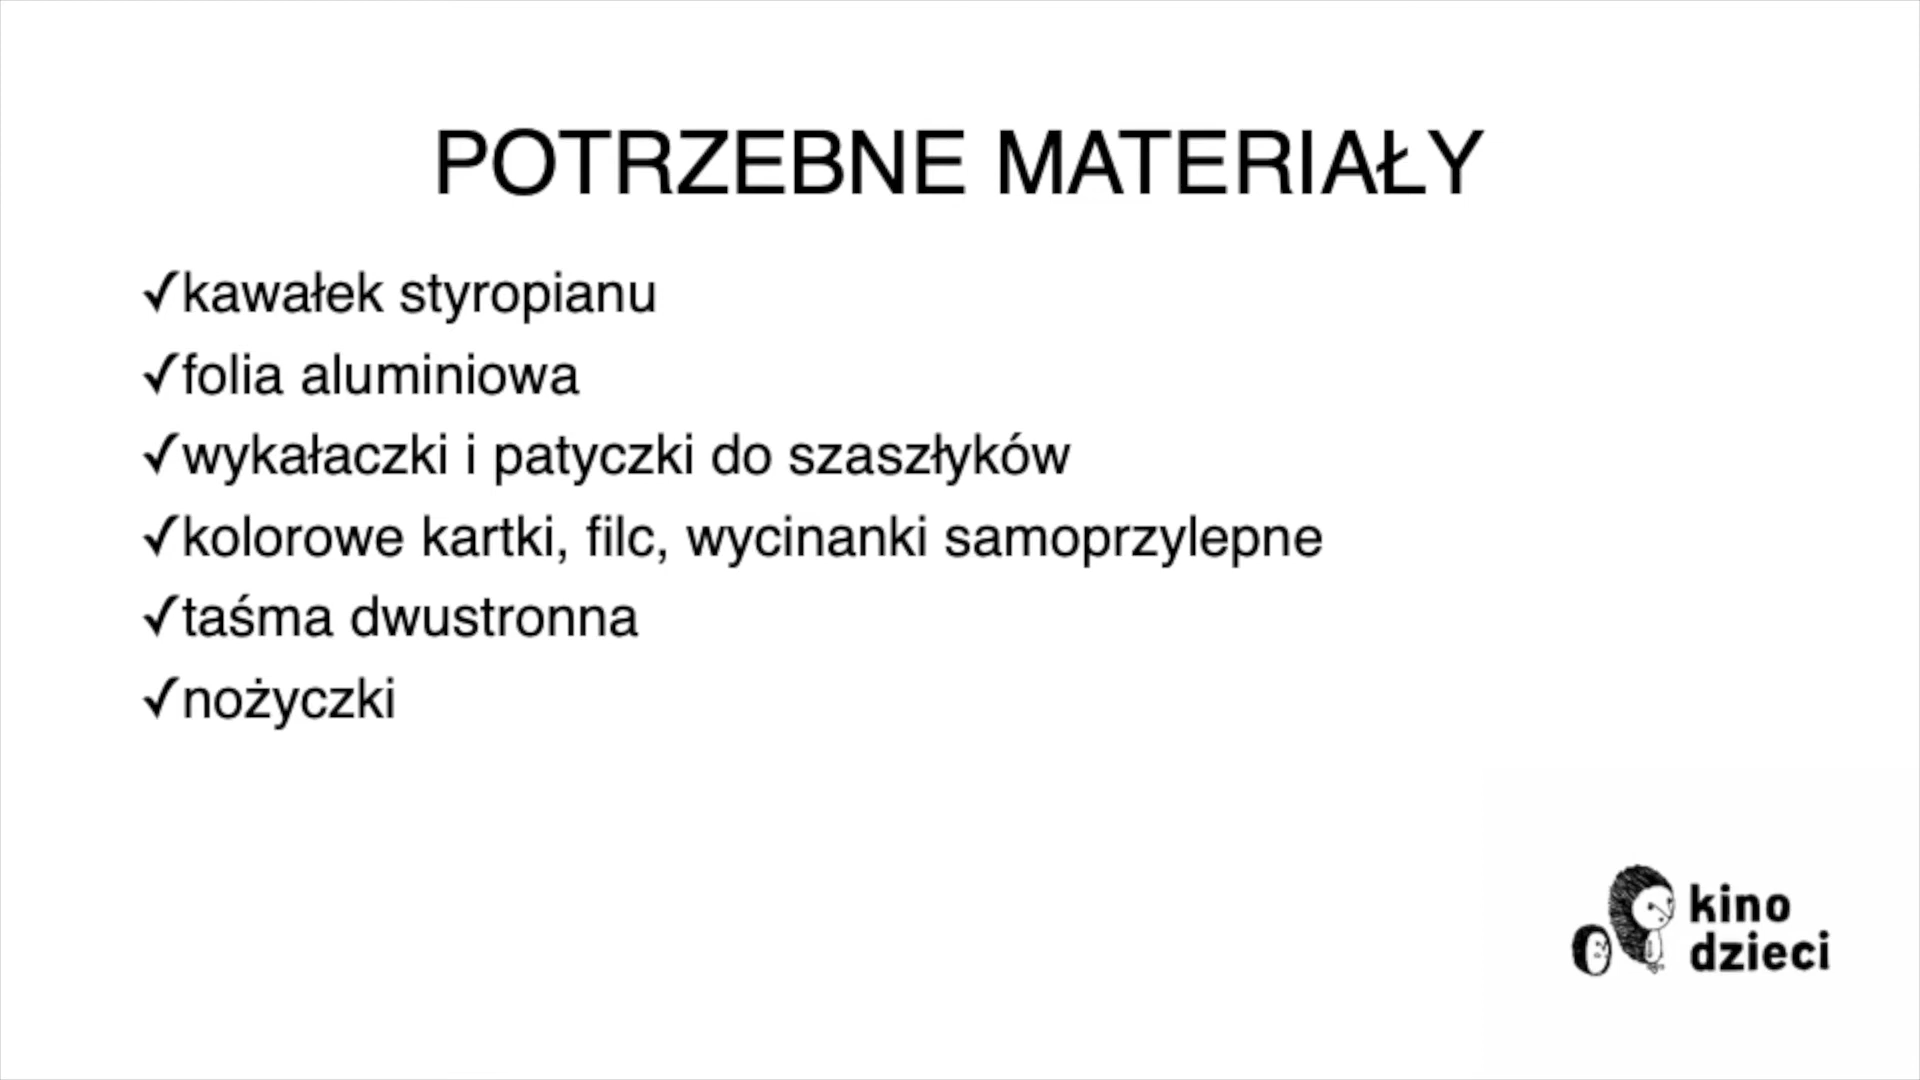 POTRZEBNE MATERIAŁY
✓kawałek styropianu
✓folia aluminiowa
✓wykałaczki i patyczki do szaszłyków
✓kolorowe kartki, filc, wycinanki samoprzylepne
✓taśma dwustronna
✓nożyczki
kino
dzieci